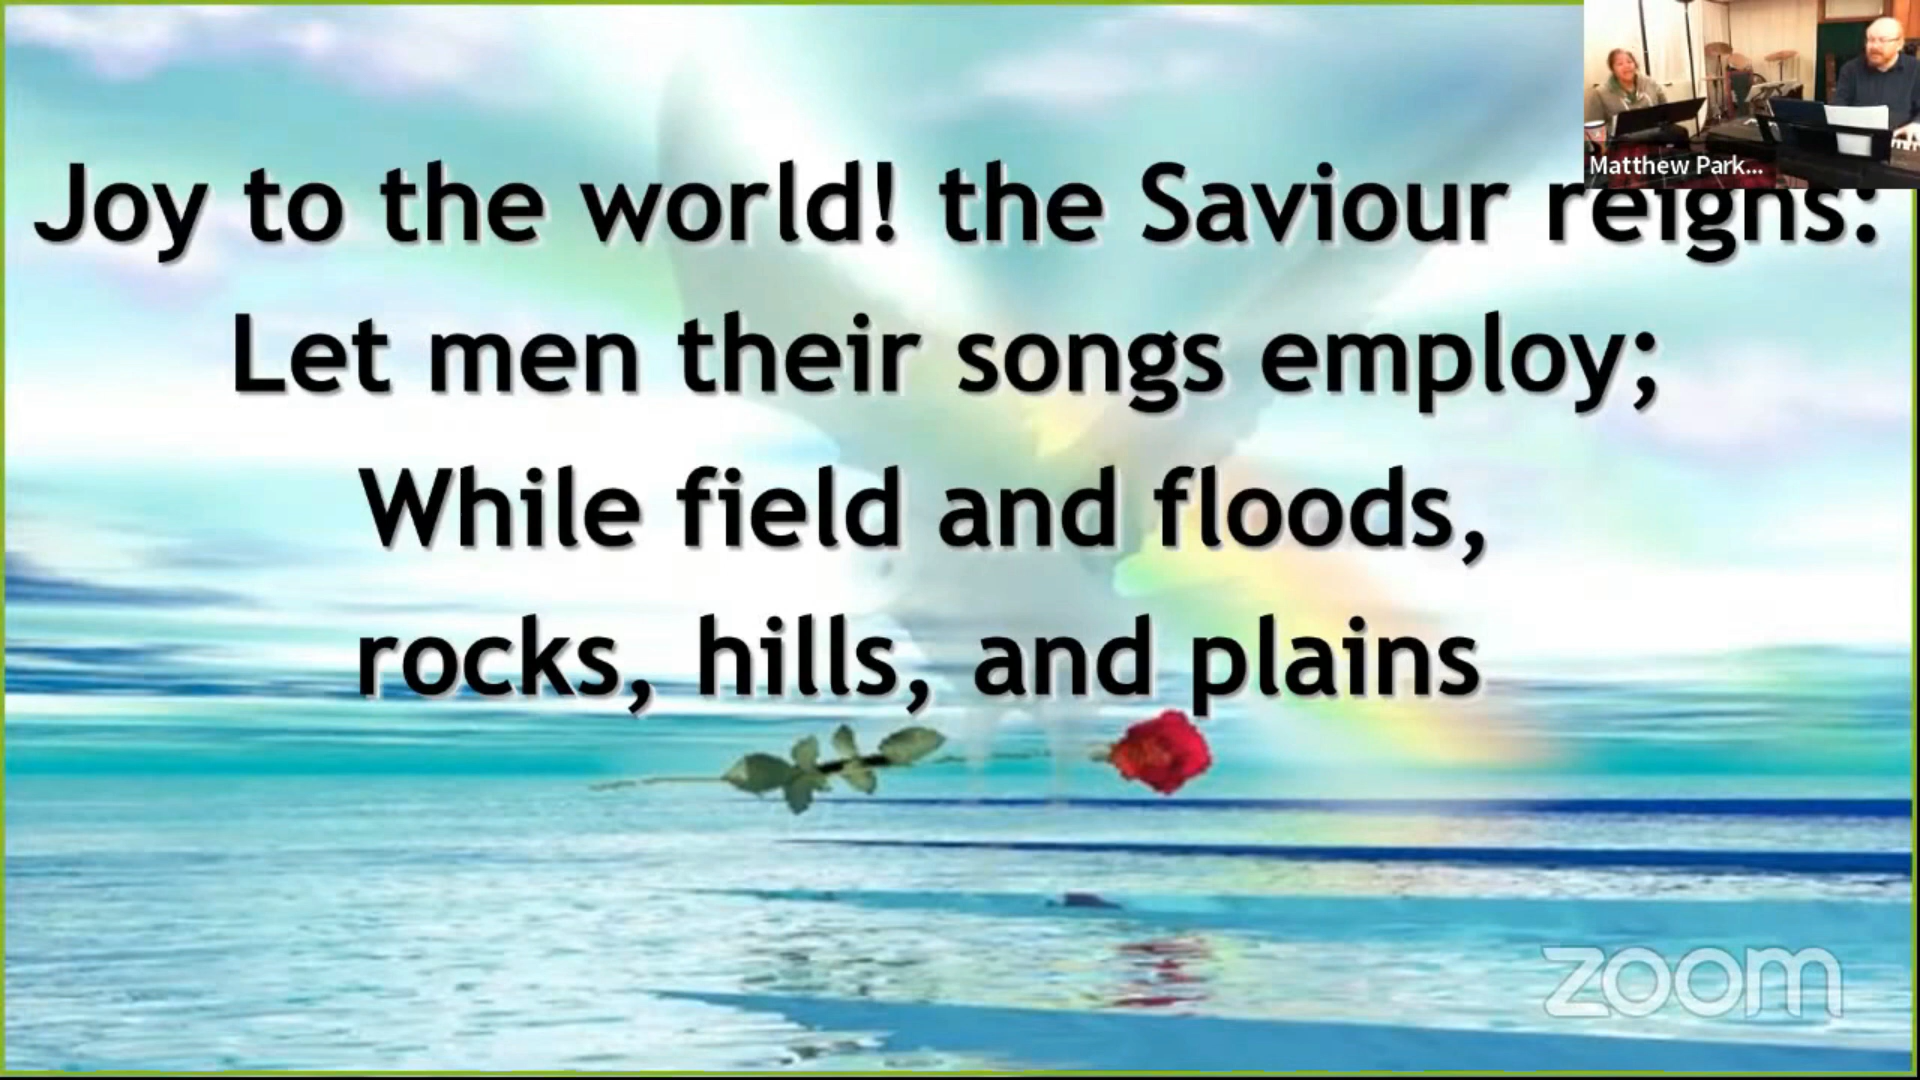 Matthew Park...
Joy to the world! the Saviour reigns:
Let men their songs employ;
While field and floods,
rocks, hills, and plains
zoom